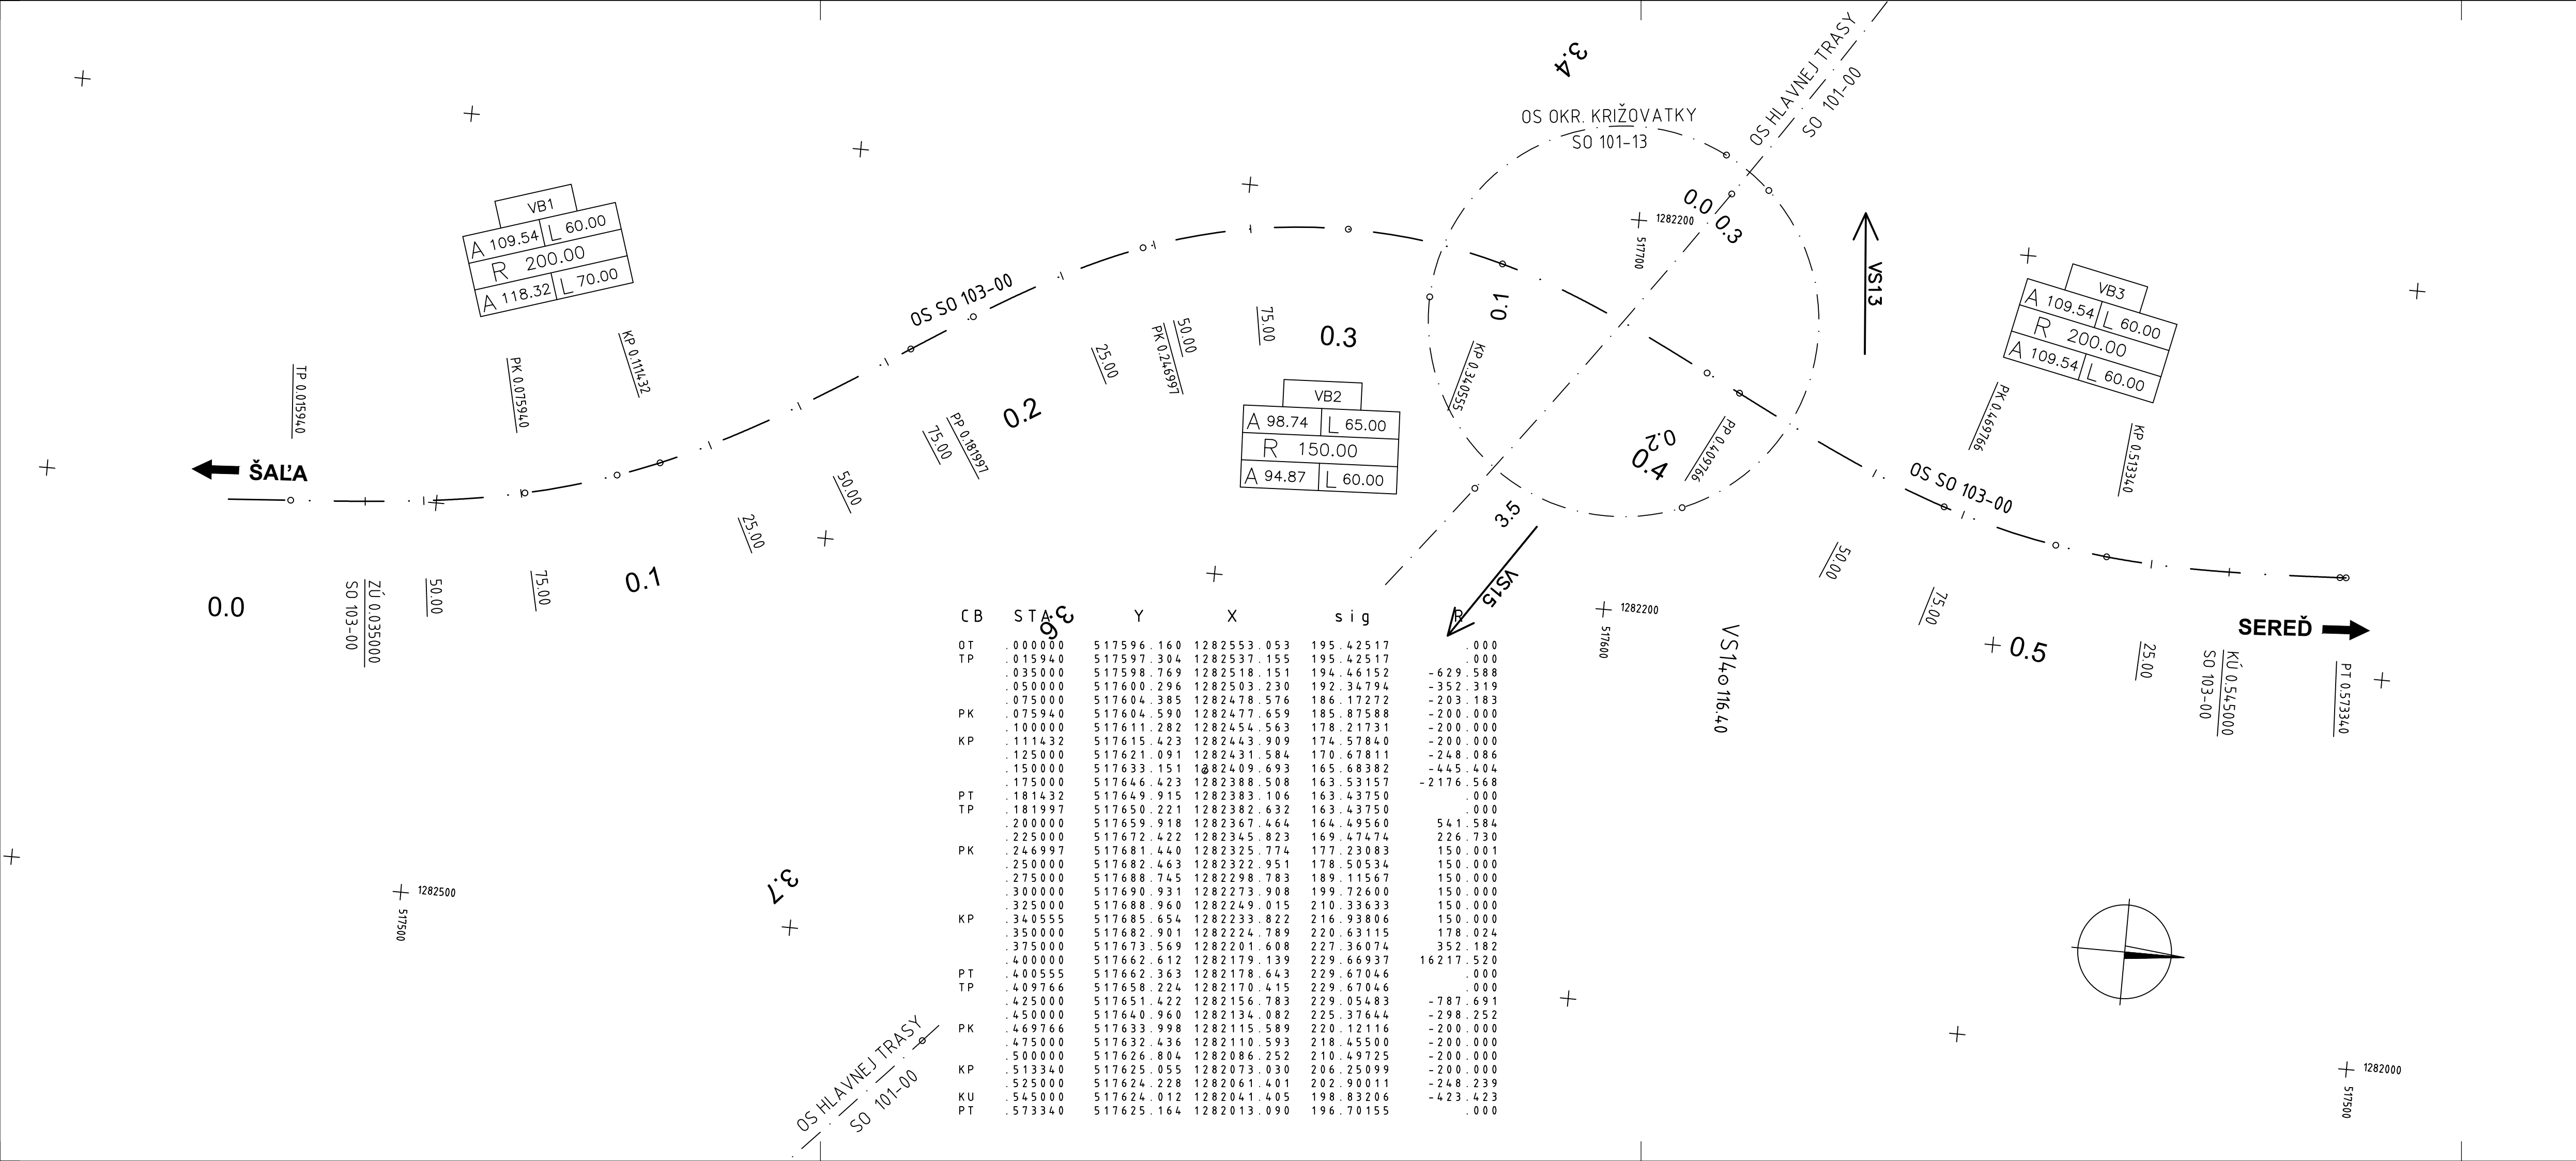 3.4
OS OKR. KRIŽOVATKY
SO 101-13
OS HLAVNEJ TRASY
SO 101-00
VB1
A 109.54 L 60.00
R 200.00
A 118.32 L 70.00
0.0
0.3
1282200
517700
VS13
VB3
A 109.54 L 60.00
R 200.00
A 109.54 L 60.00
OS SO 103-00
TP 0.015940
PK 0.075940
KP 0.111432
25.00
50.00
PK 0.246997
75.00
0.3
0.1
KP 0.340555
VB2
A 98.74 L 65.00
R 150.00
A 94.87 L 60.00
0.2
75.00
PP 0.181997
0.2
0.4
PP 0.409766
PK 0.469766
KP 0.513340
ŠAĽA
50.00
25.00
OS SO 103-00
3.5
VS15
50.00
75.00
0.0
ZÚ 0.035000
SO 103-00
50.00
75.00
0.1
1282200
517600
VS14 116.40
0.5
25.00
KÚ 0.545000
SO 103-00
SEREĎ
PT 0.573340
3.6
CB STA Y X sig R
OT .000000 517596.160 1282553.053 195.42517 .000
TP .015940 517597.304 1282537.155 195.42517 .000
.035000 517598.769 1282518.151 194.46152 -629.588
.050000 517600.296 1282503.230 192.34794 -352.319
.075000 517604.385 1282478.576 186.17272 -203.183
PK .075940 517604.590 1282477.659 185.87588 -200.000
.100000 517611.282 1282454.563 178.21731 -200.000
KP .111432 517615.423 1282443.909 174.57840 -200.000
.125000 517621.091 1282431.584 170.67811 -248.086
.150000 517633.151 1282409.693 165.68382 -445.404
.175000 517646.423 1282388.508 163.53157 -2176.568
PT .181432 517649.915 1282383.106 163.43750 .000
TP .181997 517650.221 1282382.632 163.43750 .000
.200000 517659.918 1282367.464 164.49560 541.584
.225000 517672.422 1282345.823 169.47474 226.730
PK .246997 517681.440 1282325.774 177.23083 150.001
.250000 517682.463 1282322.951 178.50534 150.000
.275000 517688.745 1282298.783 189.11567 150.000
.300000 517690.931 1282273.908 199.72600 150.000
.325000 517688.960 1282249.015 210.33633 150.000
KP .340555 517685.654 1282233.822 216.93806 150.000
.350000 517682.901 1282224.789 220.63115 178.024
.375000 517673.569 1282201.608 227.36074 352.182
.400000 517662.612 1282179.139 229.66937 16217.520
PT .400555 517662.363 1282178.643 229.67046 .000
TP .409766 517658.224 1282170.415 229.67046 .000
.425000 517651.422 1282156.783 229.05483 -787.691
.450000 517640.960 1282134.082 225.37644 -298.252
PK .469766 517633.998 1282115.589 220.12116 -200.000
.475000 517632.436 1282110.593 218.45500 -200.000
.500000 517626.804 1282086.252 210.49725 -200.000
KP .513340 517625.055 1282073.030 206.25099 -200.000
.525000 517624.228 1282061.401 202.90011 -248.239
KU .545000 517624.012 1282041.405 198.83206 -423.423
PT .573340 517625.164 1282013.090 196.70155 .000
1282500
517500
3.7
OS HLAVNEJ TRASY
SO 101-00
1282000
517500